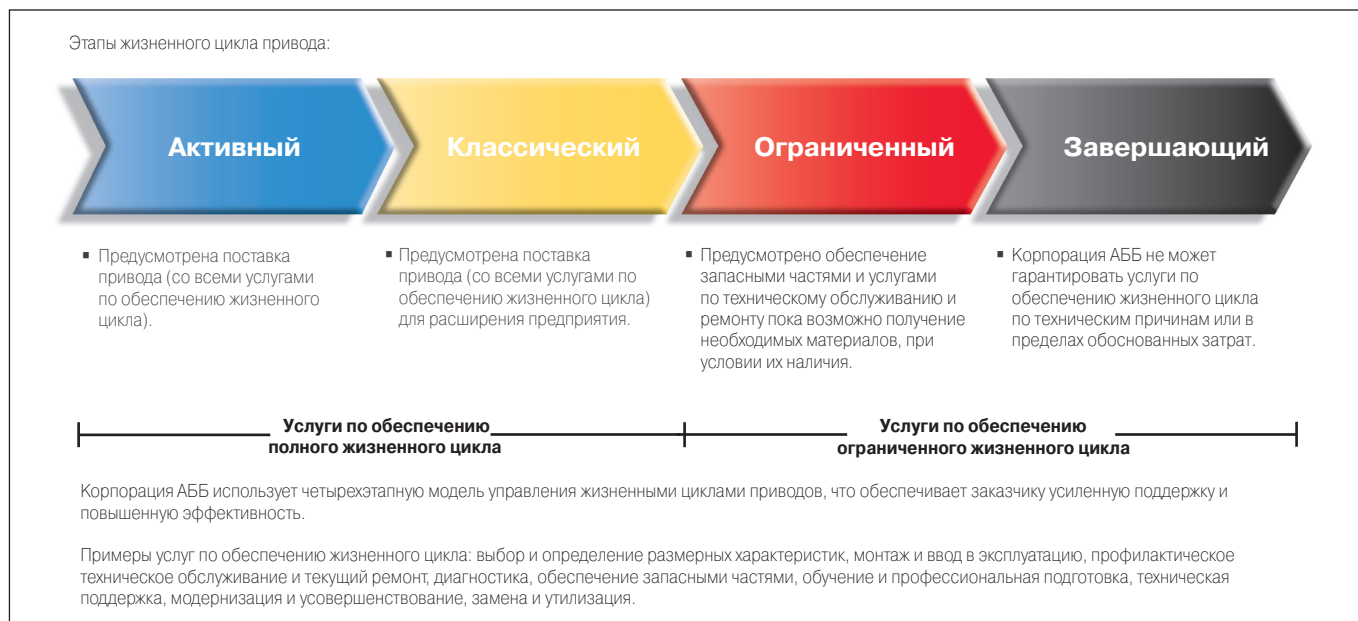 Этапы жизненного цикла привода:
Активный
Классический
Ограниченный
Завершающий
▪ Предусмотрена поставка
привода (со всеми услугами
по обеспечению жизненного
цикла).
▪ Предусмотрена поставка
привода (со всеми услугами по
обеспечению жизненного цикла)
для расширения предприятия.
▪ Предусмотрено обеспечение
запасными частями и услугами
по техническому обслуживанию и
ремонту пока возможно получение
необходимых материалов, при
условии их наличия.
▪ Корпорация АББ не может
гарантировать услуги по
обеспечению жизненного цикла
по техническим причинам или в
пределах обоснованных затрат.
Услуги по обеспечению
полного жизненного цикла
Услуги по обеспечению
ограниченного жизненного цикла
Корпорация АББ использует четырехэтапную модель управления жизненными циклами приводов, что обеспечивает заказчику усиленную поддержку и
повышенную эффективность.
Примеры услуг по обеспечению жизненного цикла: выбор и определение размерных характеристик, монтаж и ввод в эксплуатацию, профилактическое
техническое обслуживание и текущий ремонт, диагностика, обеспечение запасными частями, обучение и профессиональная подготовка, техническая
поддержка, модернизация и усовершенствование, замена и утилизация.